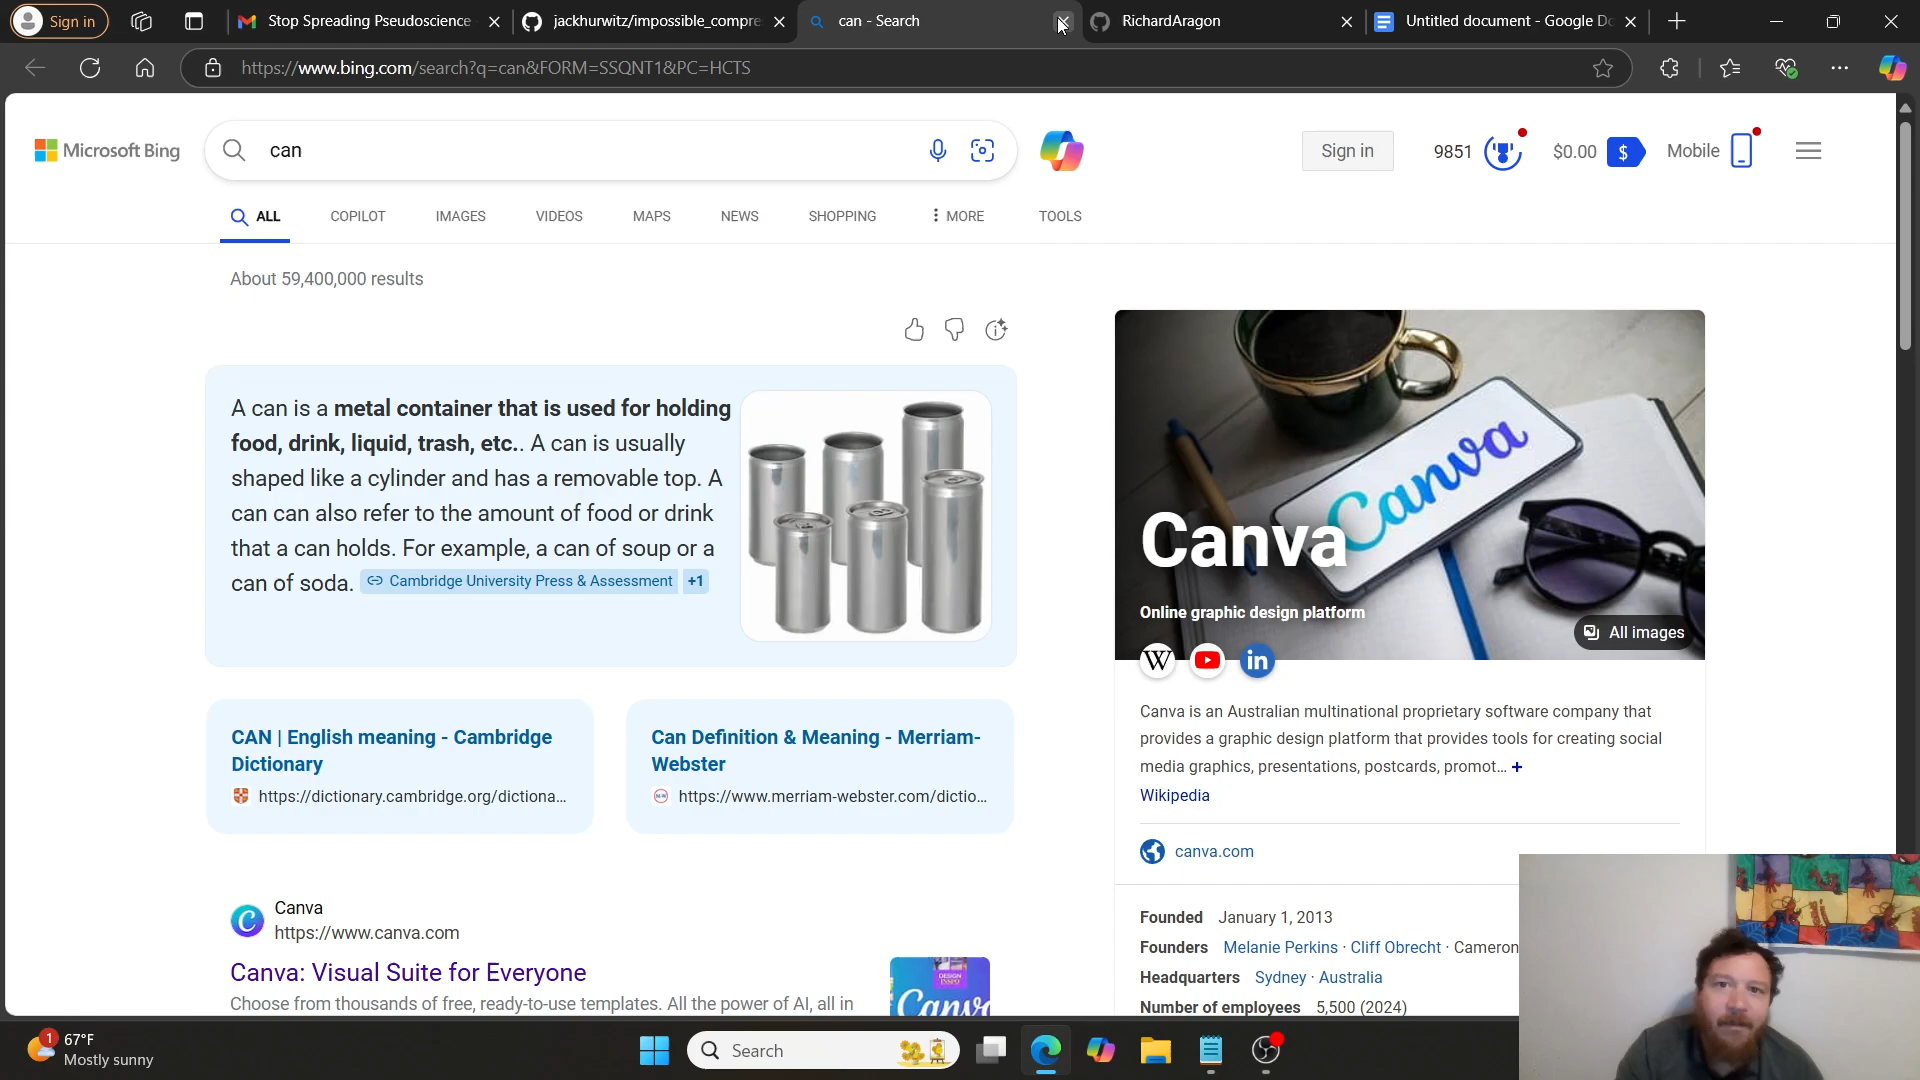 Sign in
Stop Spreading Pseudoscience
jackhurwitz/impossible_compre
can - Search
RichardAragon
Untitled document - Google Do
https://www.bing.com/search?q=can&FORM=SSQNT1&PC=HCTS
Microsoft Bing
can
Sign in
9851
$0.00
$
Mobile
ALL
COPILOT
IMAGES
VIDEOS
MAPS
NEWS
SHOPPING
MORE
TOOLS
About 59,400,000 results
A can is a metal container that is used for holding
food, drink, liquid, trash, etc.. A can is usually
shaped like a cylinder and has a removable top. A
can can also refer to the amount of food or drink
that a can holds. For example, a can of soup or a
can of soda. Cambridge University Press & Assessment +1
CAN | English meaning - Cambridge
Dictionary
https://dictionary.cambridge.org/dictiona...
Can Definition & Meaning - Merriam-
Webster
https://www.merriam-webster.com/dictio...
Canva
https://www.canva.com
Canva: Visual Suite for Everyone
Choose from thousands of free, ready-to-use templates. All the power of AI, all in
DESIGN
Canva
Canva
Canva
Online graphic design platform
All images
W
in
Canva is an Australian multinational proprietary software company that
provides a graphic design platform that provides tools for creating social
media graphics, presentations, postcards, promot... +
Wikipedia
canva.com
Founded January 1, 2013
Founders Melanie Perkins · Cliff Obrecht · Cameron
Headquarters Sydney · Australia
Number of employees 5,500 (2024)
1
67°F
Mostly sunny
Search